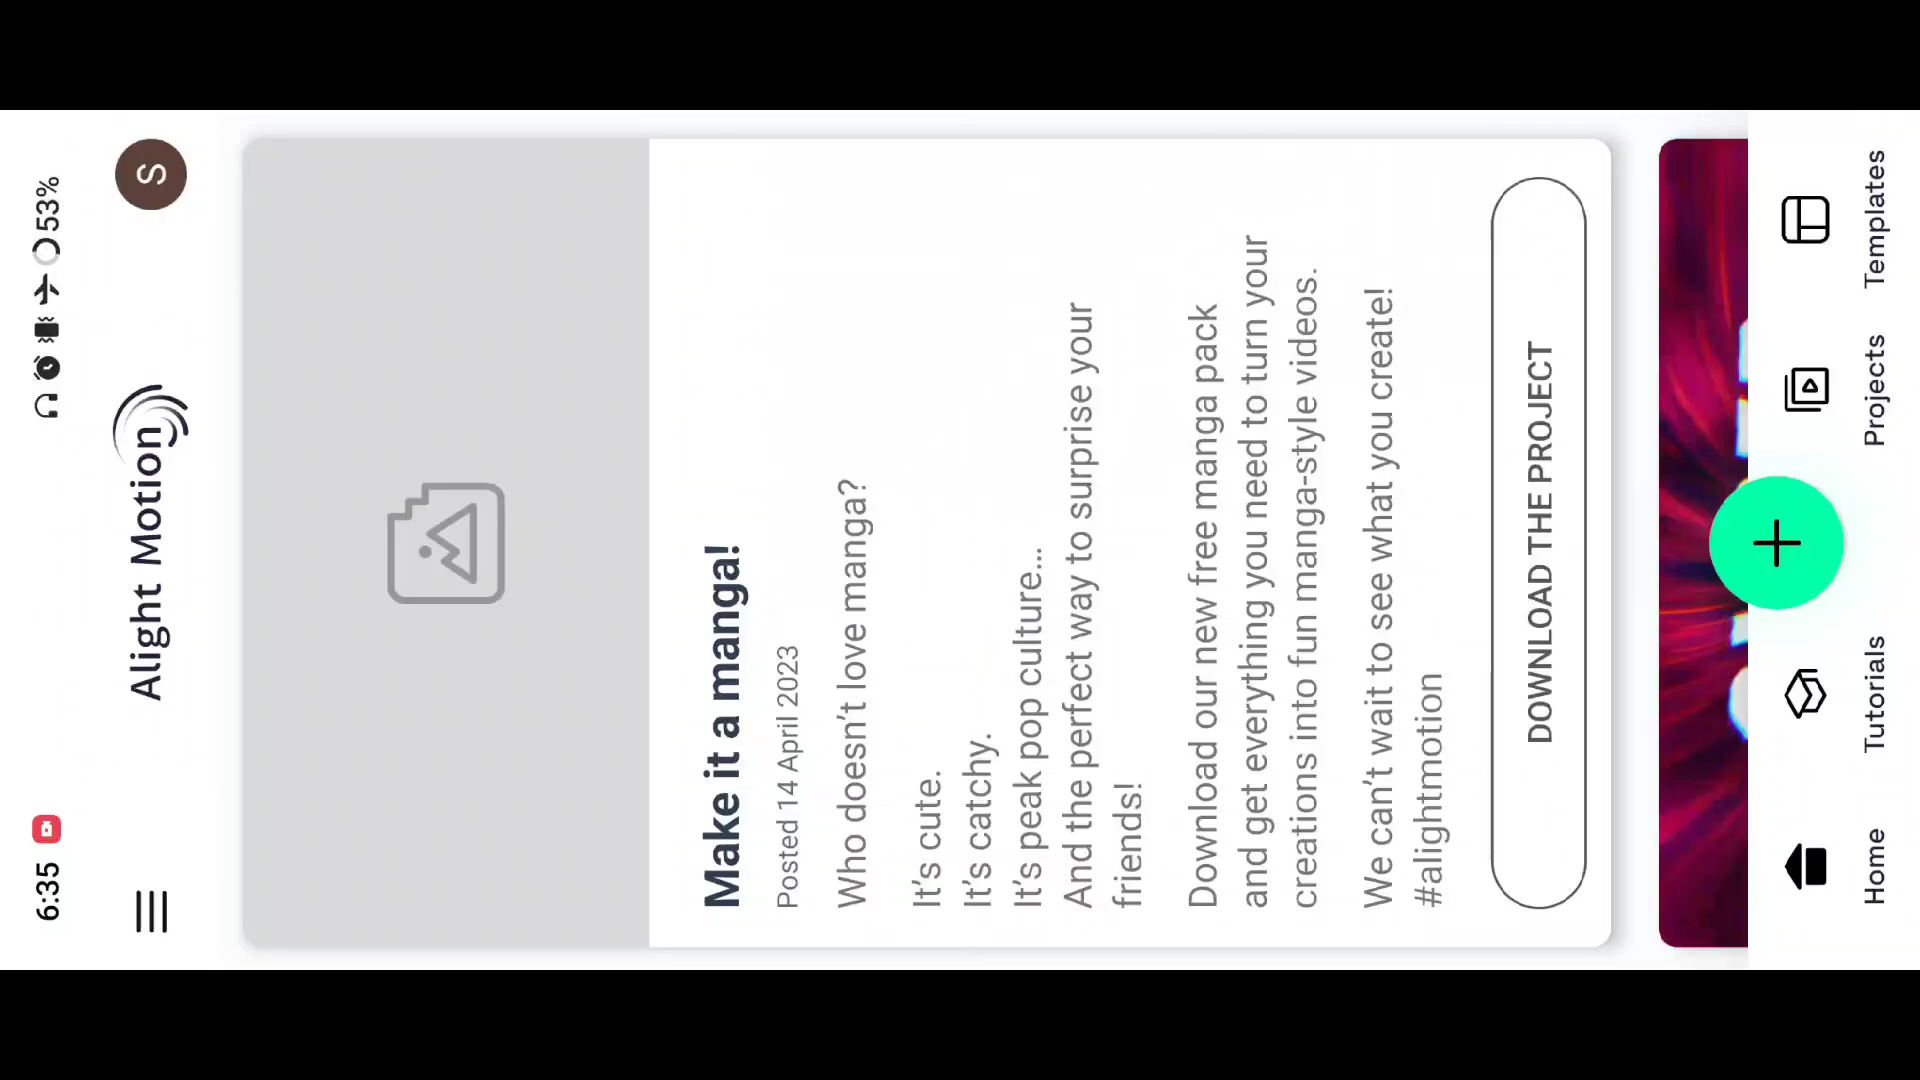 6:35
53%
Alight Motion
S
Make it a manga!
Posted 14 April 2023
Who doesn't love manga?
It's cute.
It's catchy.
It's peak pop culture...
And the perfect way to surprise your
friends!
Download our new free manga pack
and get everything you need to turn your
creations into fun manga-style videos.
We can't wait to see what you create!
#alightmotion
DOWNLOAD THE PROJECT
Home
Tutorials
Projects
Templates